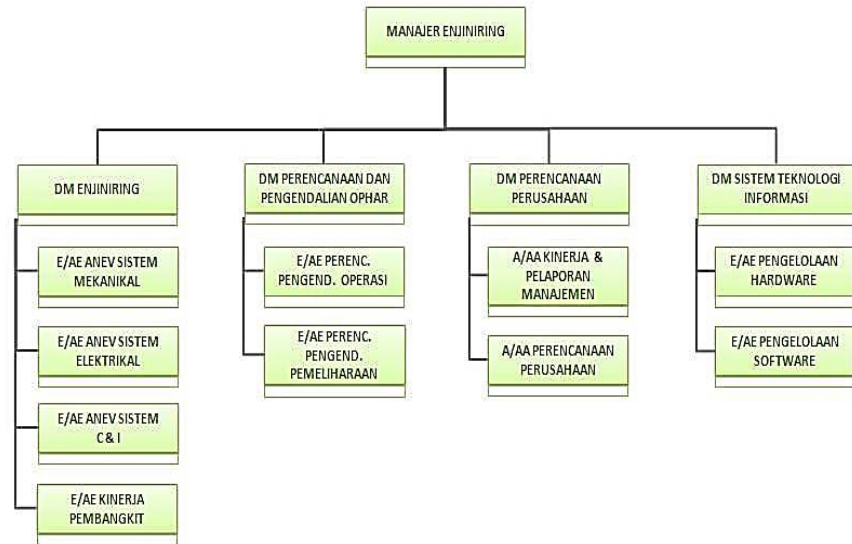 MANAJER ENJINIRING
DM ENJINIRING
E/AE ANEV SISTEM
MEKANIKAL
E/AE ANEV SISTEM
ELEKTRIKAL
E/AE ANEV SISTEM
C & I
E/AE KINERJA
PEMBANGKIT
DM PERENCANAAN DAN
PENGENDALIAN OPHAR
E/AE PERENC.
PENGEND. OPERASI
E/AE PERENC.
PENGEND.
PEMELIHARAAN
DM PERENCANAAN
PERUSAHAAN
A/AA KINERJA &
PELAPORAN
MANAJEMEN
A/AA PERENCANAAN
PERUSAHAAN
DM SISTEM TEKNOLOGI
INFORMASI
E/AE PENGELOLAAN
HARDWARE
E/AE PENGELOLAAN
SOFTWARE